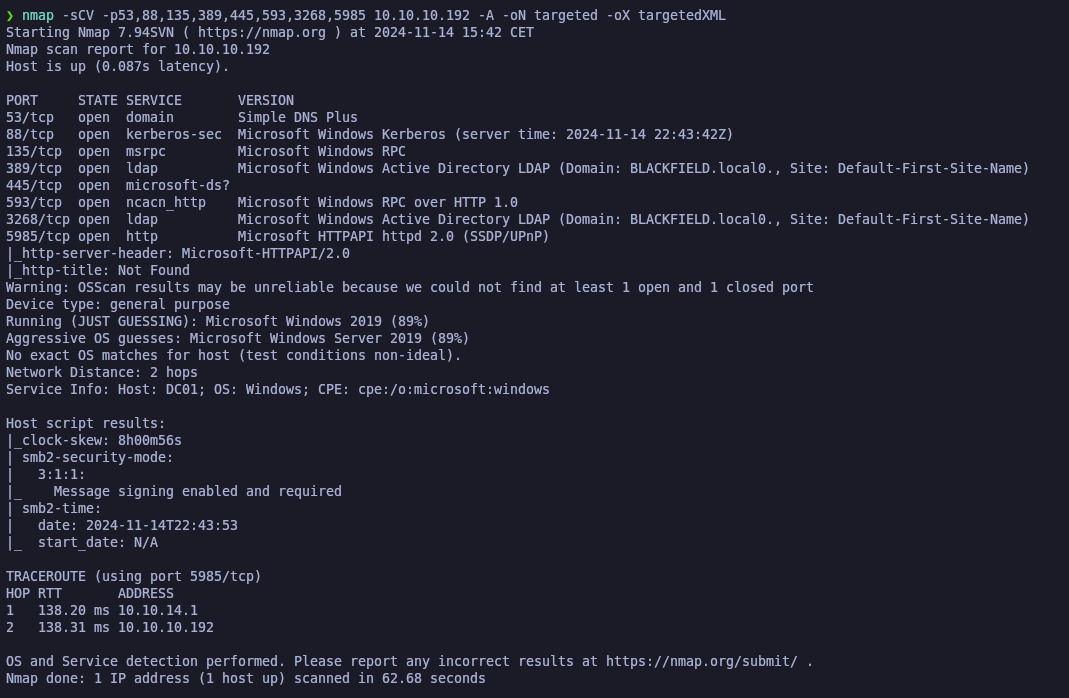 ❯ nmap -sCV -p53,88,135,389,445,593,3268,5985 10.10.10.192 -A -oN targeted -oX targetedXML
Starting Nmap 7.94SVN ( https://nmap.org ) at 2024-11-14 15:42 CET
Nmap scan report for 10.10.10.192
Host is up (0.087s latency).

PORT     STATE SERVICE       VERSION
53/tcp   open  domain        Simple DNS Plus
88/tcp   open  kerberos-sec  Microsoft Windows Kerberos (server time: 2024-11-14 22:43:42Z)
135/tcp  open  msrpc         Microsoft Windows RPC
389/tcp  open  ldap          Microsoft Windows Active Directory LDAP (Domain: BLACKFIELD.local0., Site: Default-First-Site-Name)
445/tcp  open  microsoft-ds?
593/tcp  open  ncacn_http    Microsoft Windows RPC over HTTP 1.0
3268/tcp open  ldap          Microsoft Windows Active Directory LDAP (Domain: BLACKFIELD.local0., Site: Default-First-Site-Name)
5985/tcp open  http          Microsoft HTTPAPI httpd 2.0 (SSDP/UPnP)
|_http-server-header: Microsoft-HTTPAPI/2.0
|_http-title: Not Found
Warning: OSScan results may be unreliable because we could not find at least 1 open and 1 closed port
Device type: general purpose
Running (JUST GUESSING): Microsoft Windows 2019 (89%)
Aggressive OS guesses: Microsoft Windows Server 2019 (89%)
No exact OS matches for host (test conditions non-ideal).
Network Distance: 2 hops
Service Info: Host: DC01; OS: Windows; CPE: cpe:/o:microsoft:windows

Host script results:
|_clock-skew: 8h00m56s
| smb2-security-mode:
|   3:1:1:
|_    Message signing enabled and required
| smb2-time:
|   date: 2024-11-14T22:43:53
|_  start_date: N/A

TRACEROUTE (using port 5985/tcp)
HOP RTT       ADDRESS
1   138.20 ms 10.10.14.1
2   138.31 ms 10.10.10.192

OS and Service detection performed. Please report any incorrect results at https://nmap.org/submit/ .
Nmap done: 1 IP address (1 host up) scanned in 62.68 seconds